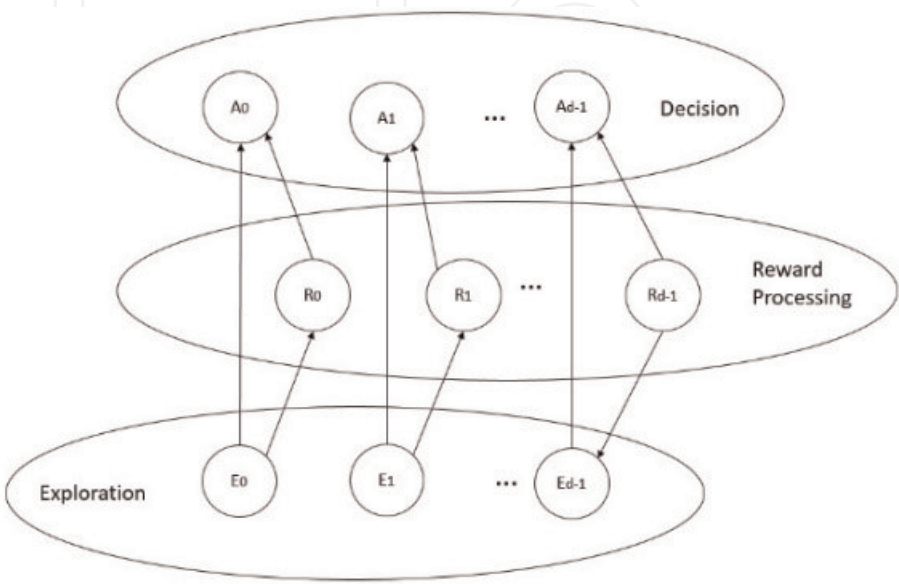 A0
A1
...
Ad-1
Decision
R0
R1
...
Rd-1
Reward
Processing
Exploration
E0
E1
...
Ed-1